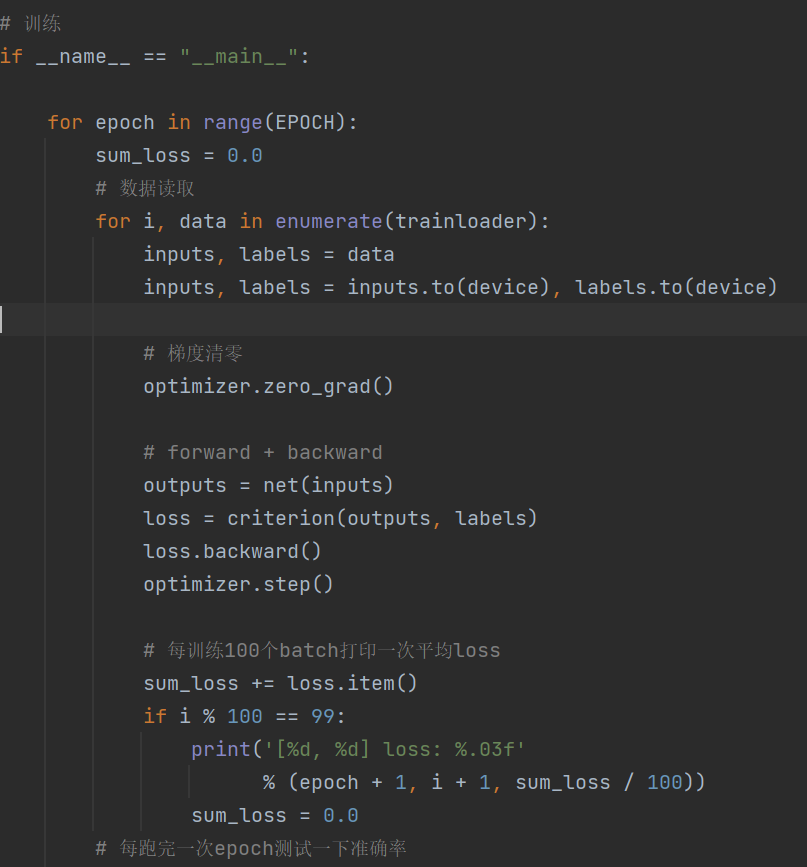 # 训练
if __name__ == "__main__":
for epoch in range(EPOCH):
sum_loss = 0.0
# 数据读取
for i, data in enumerate(trainloader):
inputs, labels = data
inputs, labels = inputs.to(device), labels.to(device)
# 梯度清零
optimizer.zero_grad()
# forward + backward
outputs = net(inputs)
loss = criterion(outputs, labels)
loss.backward()
optimizer.step()
# 每训练100个batch打印一次平均loss
sum_loss += loss.item()
if i % 100 == 99:
print('[%d, %d] loss: %.03f'
% (epoch + 1, i + 1, sum_loss / 100))
sum_loss = 0.0
# 每跑完一次epoch测试一下准确率